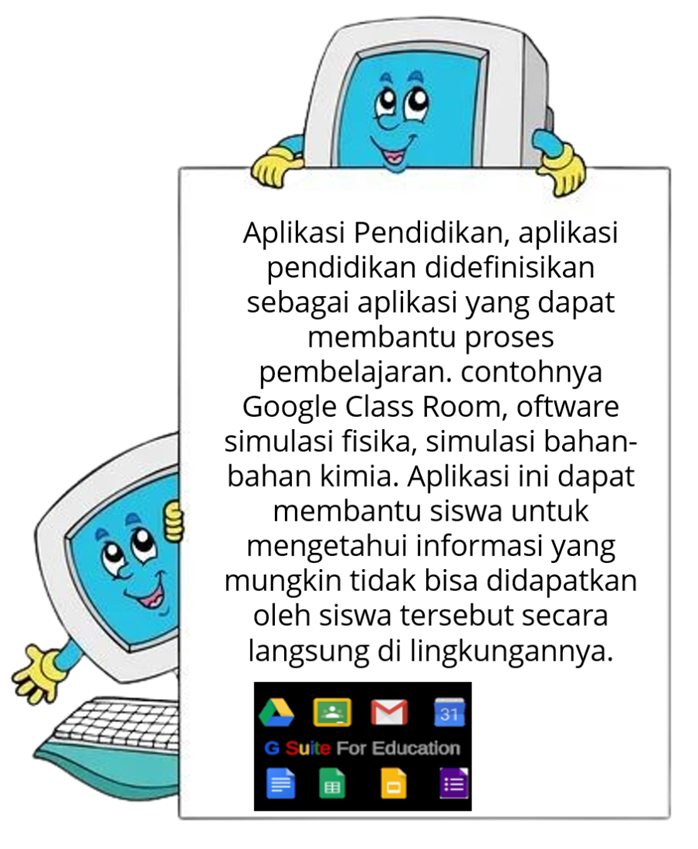 Aplikasi Pendidikan, aplikasi
pendidikan didefinisikan
sebagai aplikasi yang dapat
membantu proses
pembelajaran. contohnya
Google Class Room, oftware
simulasi fisika, simulasi bahan-
bahan kimia. Aplikasi ini dapat
membantu siswa untuk
mengetahui informasi yang
mungkin tidak bisa didapatkan
oleh siswa tersebut secara
langsung di lingkungannya.
31
G Suite For Education